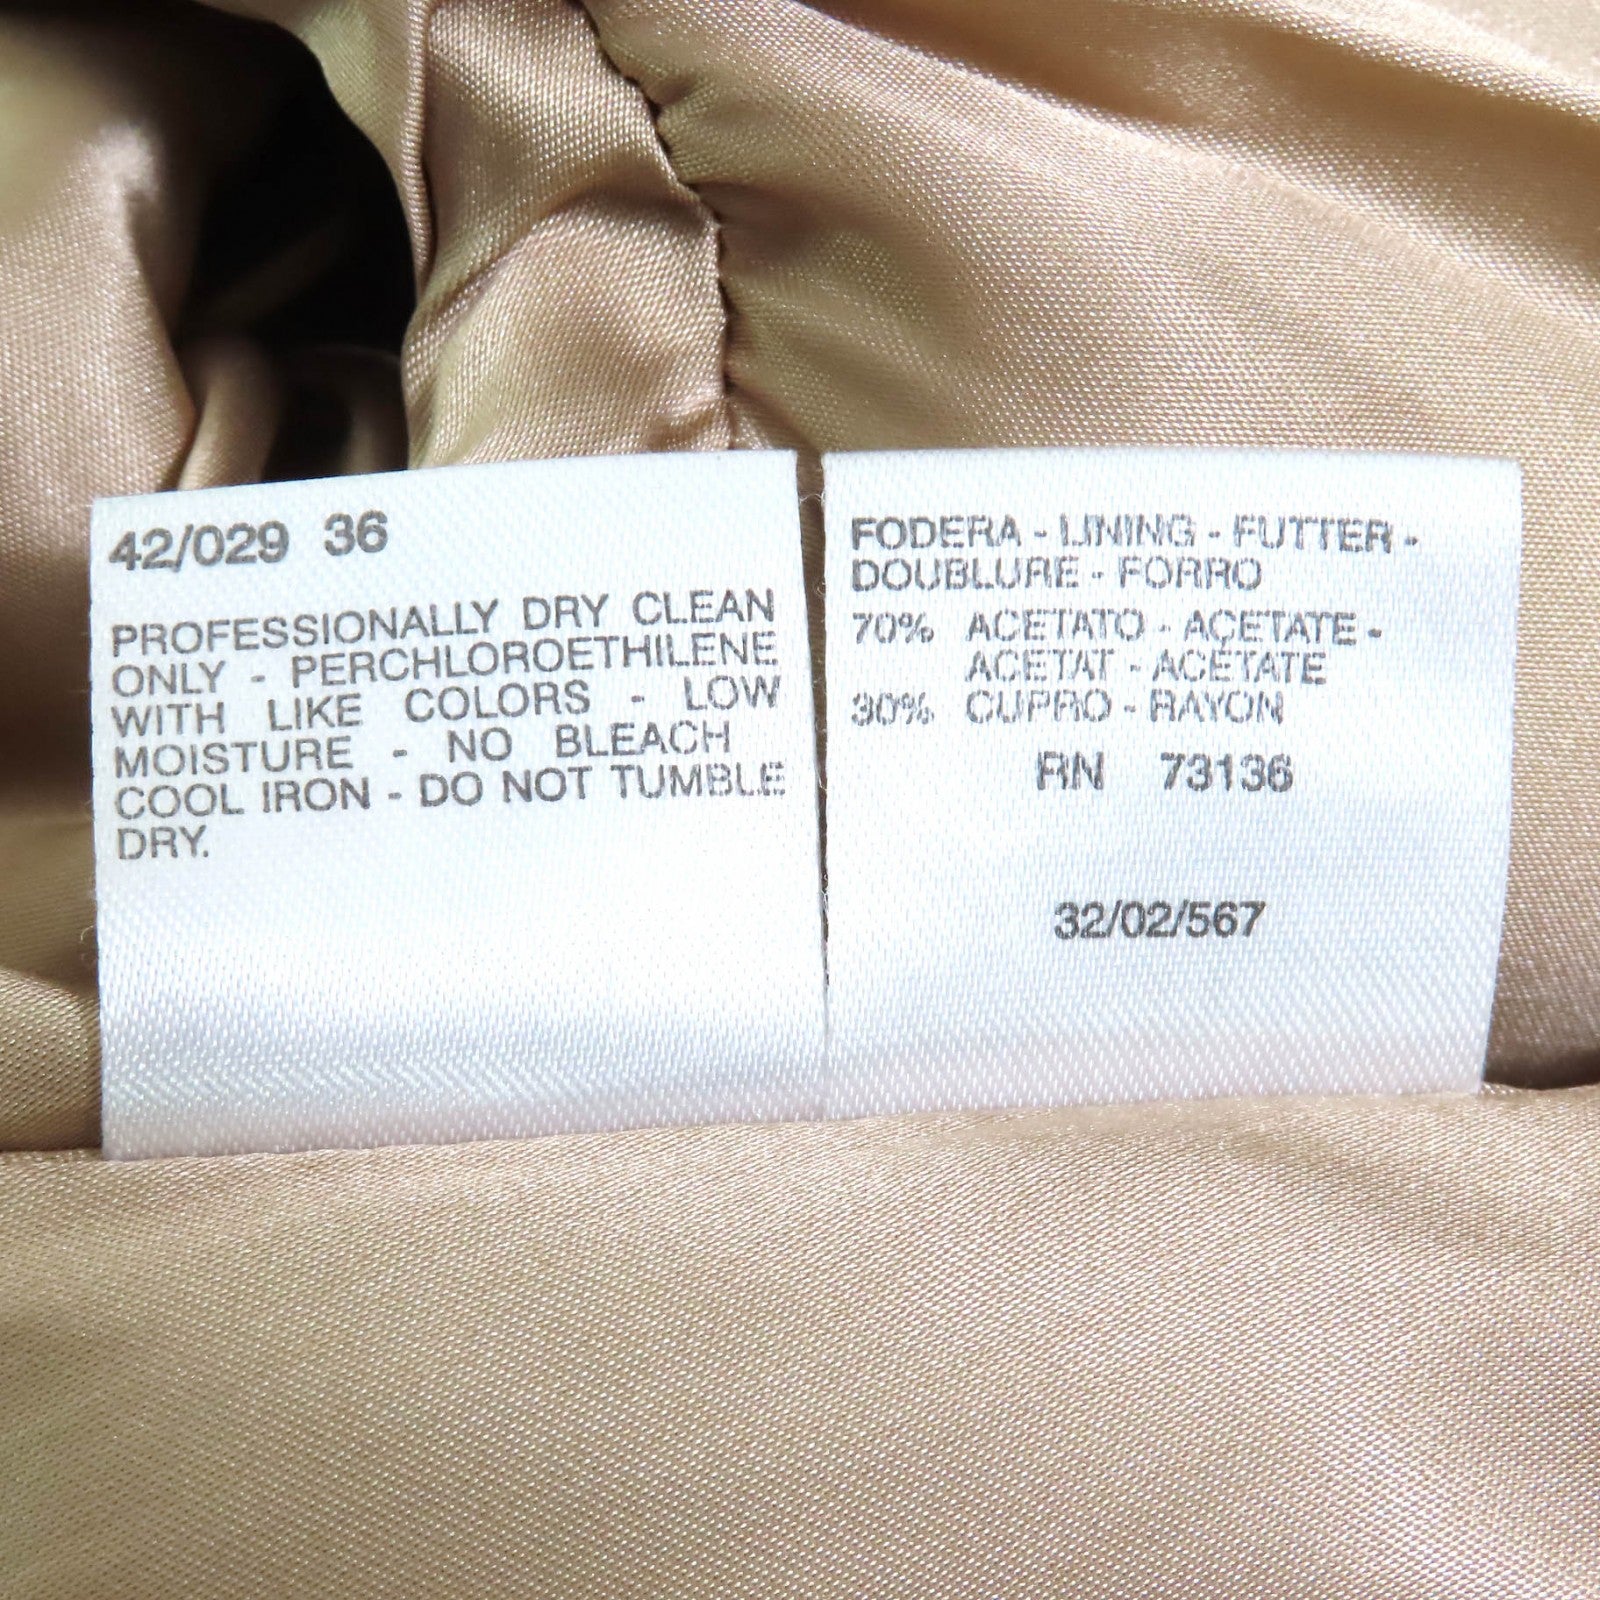 42/029 36
PROFESSIONALLY DRY CLEAN
ONLY - PERCHLOROETHILENE
WITH LIKE COLORS - LOW
MOISTURE - NO BLEACH
COOL IRON - DO NOT TUMBLE
DRY.
FODERA - LINING - FUTTER -
DOUBLURE - FORRO
70% ACETATO - ACETATE -
ACETAT - ACETATE
30% CUPRO - RAYON
RN 73136
32/02/567